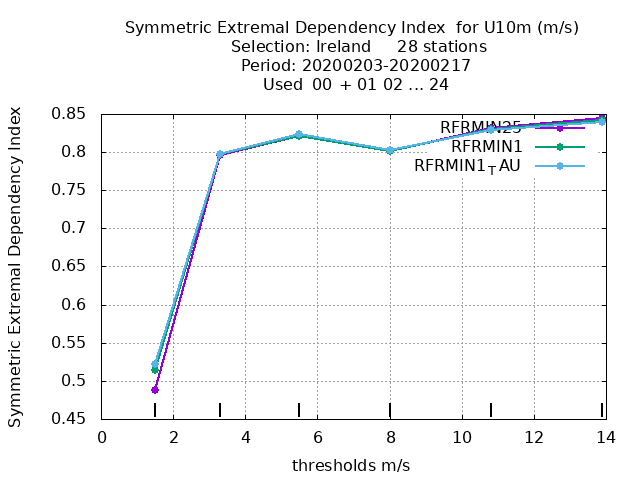 Symmetric Extremal Dependency Index  for U10m (m/s)
Selection: Ireland     28 stations
Period: 20200203-20200217
Used  00 + 01 02 ... 24
Symmetric Extremal Dependency Index
0.85
0.8
0.75
0.7
0.65
0.6
0.55
0.5
0.45
RFRMIN25
RFRMIN1
RFRMIN1TAU
0 2 4 6 8 10 12 14
thresholds m/s